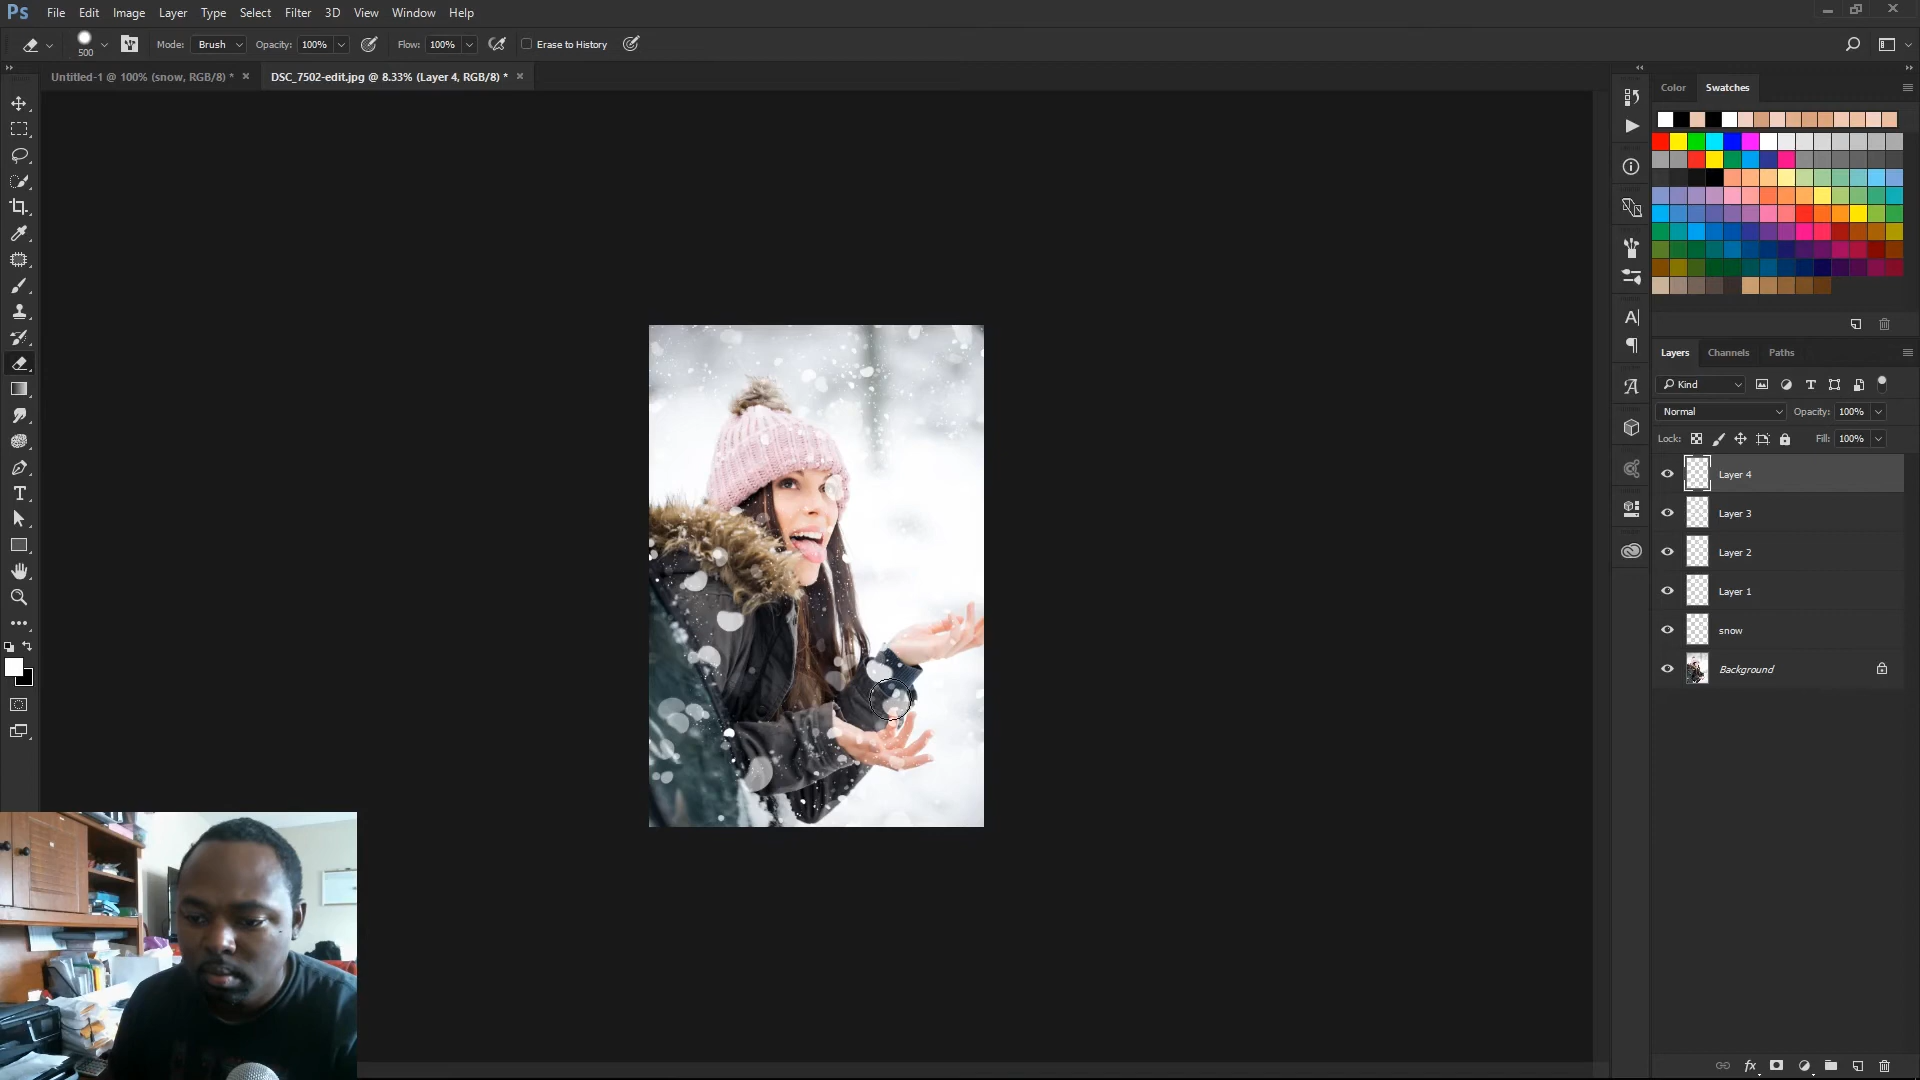 Ps File Edit Image Layer Type Select Filter 3D View Window Help
500 Mode: Brush Opacity: 100% Flow: 100% Erase to History
Untitled-1 @ 100% (snow, RGB/8) * × DSC_7502-edit.jpg @ 8.33% (Layer 4, RGB/8) * ×
Color Swatches
Layers Channels Paths
Kind
Normal Opacity: 100%
Lock: Fill: 100%
Layer 4
Layer 3
Layer 2
Layer 1
snow
Background